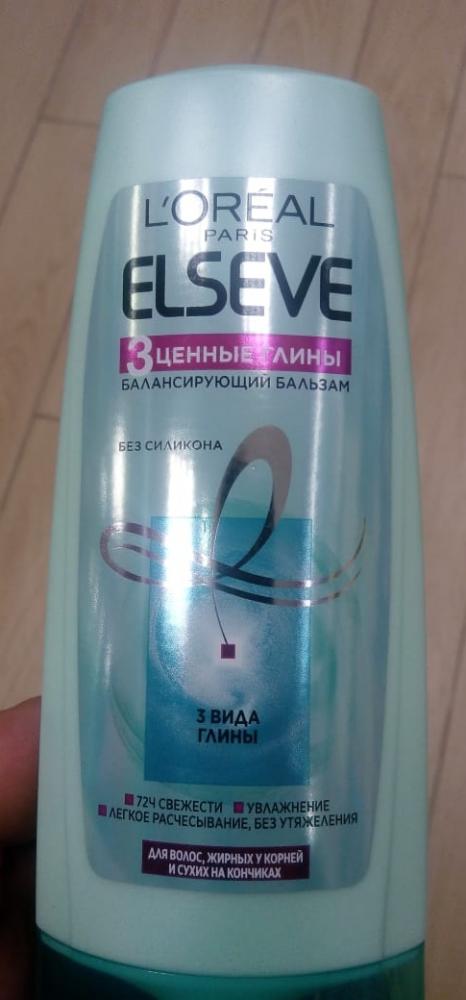 L'ORÉAL
PARIS
ELSEVE
3 ЦЕННЫЕ ГЛИНЫ
БАЛАНСИРУЮЩИЙ БАЛЬЗАМ
БЕЗ СИЛИКОНА
3 ВИДА
ГЛИНЫ
72Ч СВЕЖЕСТИ УВЛАЖНЕНИЕ
ЛЕГКОЕ РАСЧЕСЫВАНИЕ, БЕЗ УТЯЖЕЛЕНИЯ
ДЛЯ ВОЛОС, ЖИРНЫХ У КОРНЕЙ
И СУХИХ НА КОНЧИКАХ